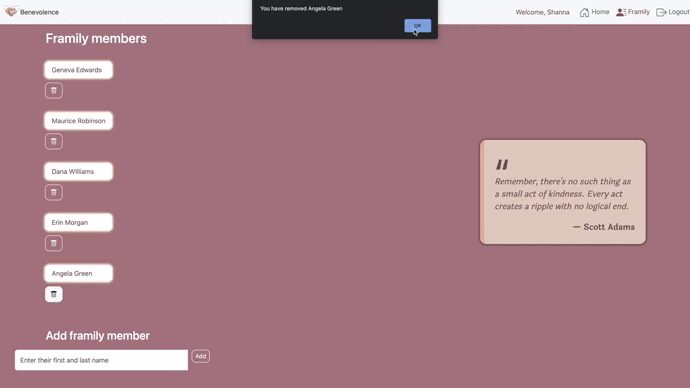 Benevolence
You have removed Angela Green
OK
Welcome, Shanna
Home
Framily
Logout
Framily members
Geneva Edwards
Maurice Robinson
Dana Williams
Erin Morgan
Angela Green
"
Remember, there's no such thing as
a small act of kindness. Every act
creates a ripple with no logical end.
— Scott Adams
Add framily member
Enter their first and last name
Add